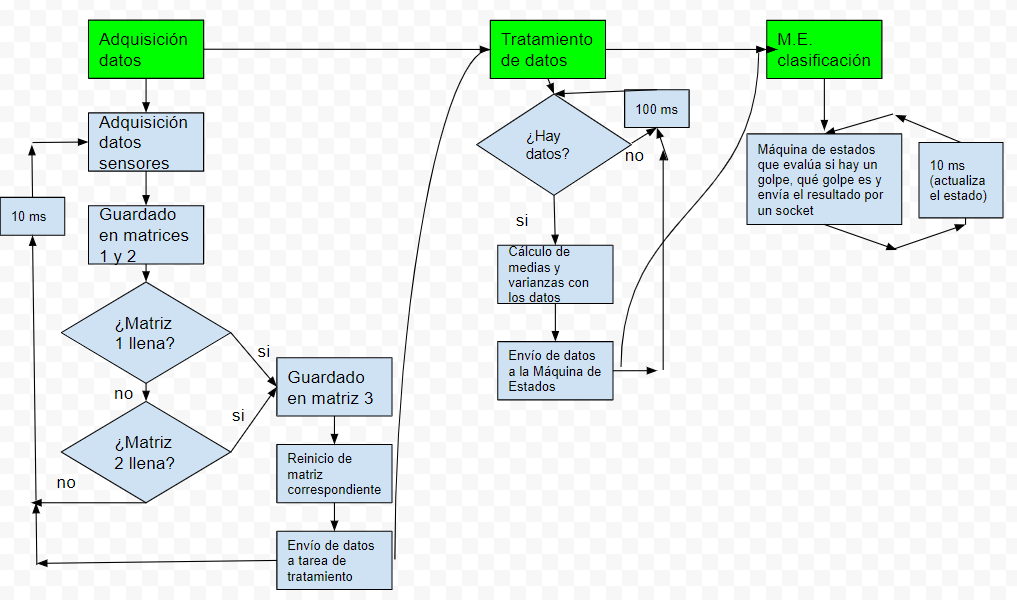 Adquisición
datos
Adquisición
datos
sensores
10 ms
Guardado
en matrices
1 y 2
¿Matriz
1 llena?
si
no
¿Matriz
2 llena?
si
no
Guardado
en matriz 3
Reinicio de
matriz
correspondiente
Envío de datos
a tarea de
tratamiento
Tratamiento
de datos
100 ms
¿Hay
datos?
no
si
Cálculo de
medias y
varianzas con
los datos
Envío de datos
a la Máquina de
Estados
M.E.
clasificación
Máquina de estados
que evalúa si hay un
golpe, qué golpe es y
envía el resultado por
un socket
10 ms
(actualiza
el estado)